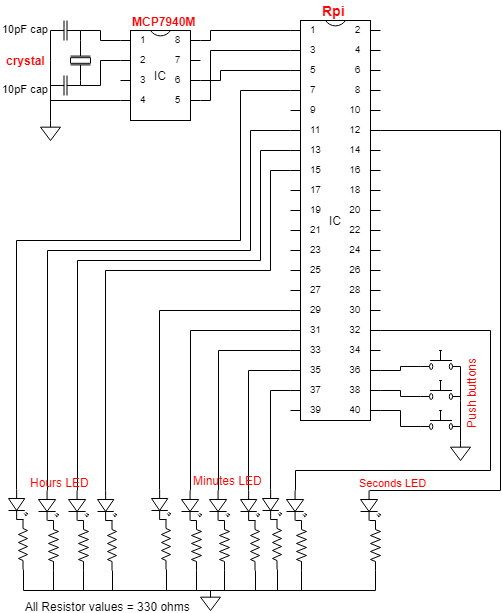 Rpi
MCP7940M
10pF cap
crystal
10pF cap
1 8
2 7
3 6
4 5
IC
1 2
3 4
5 6
7 8
9 10
11 12
13 14
15 16
17 18
19 20
IC
21 22
23 24
25 26
27 28
29 30
31 32
33 34
35 36
37 38
39 40
Push buttons
Hours LED
Minutes LED
Seconds LED
All Resistor values = 330 ohms